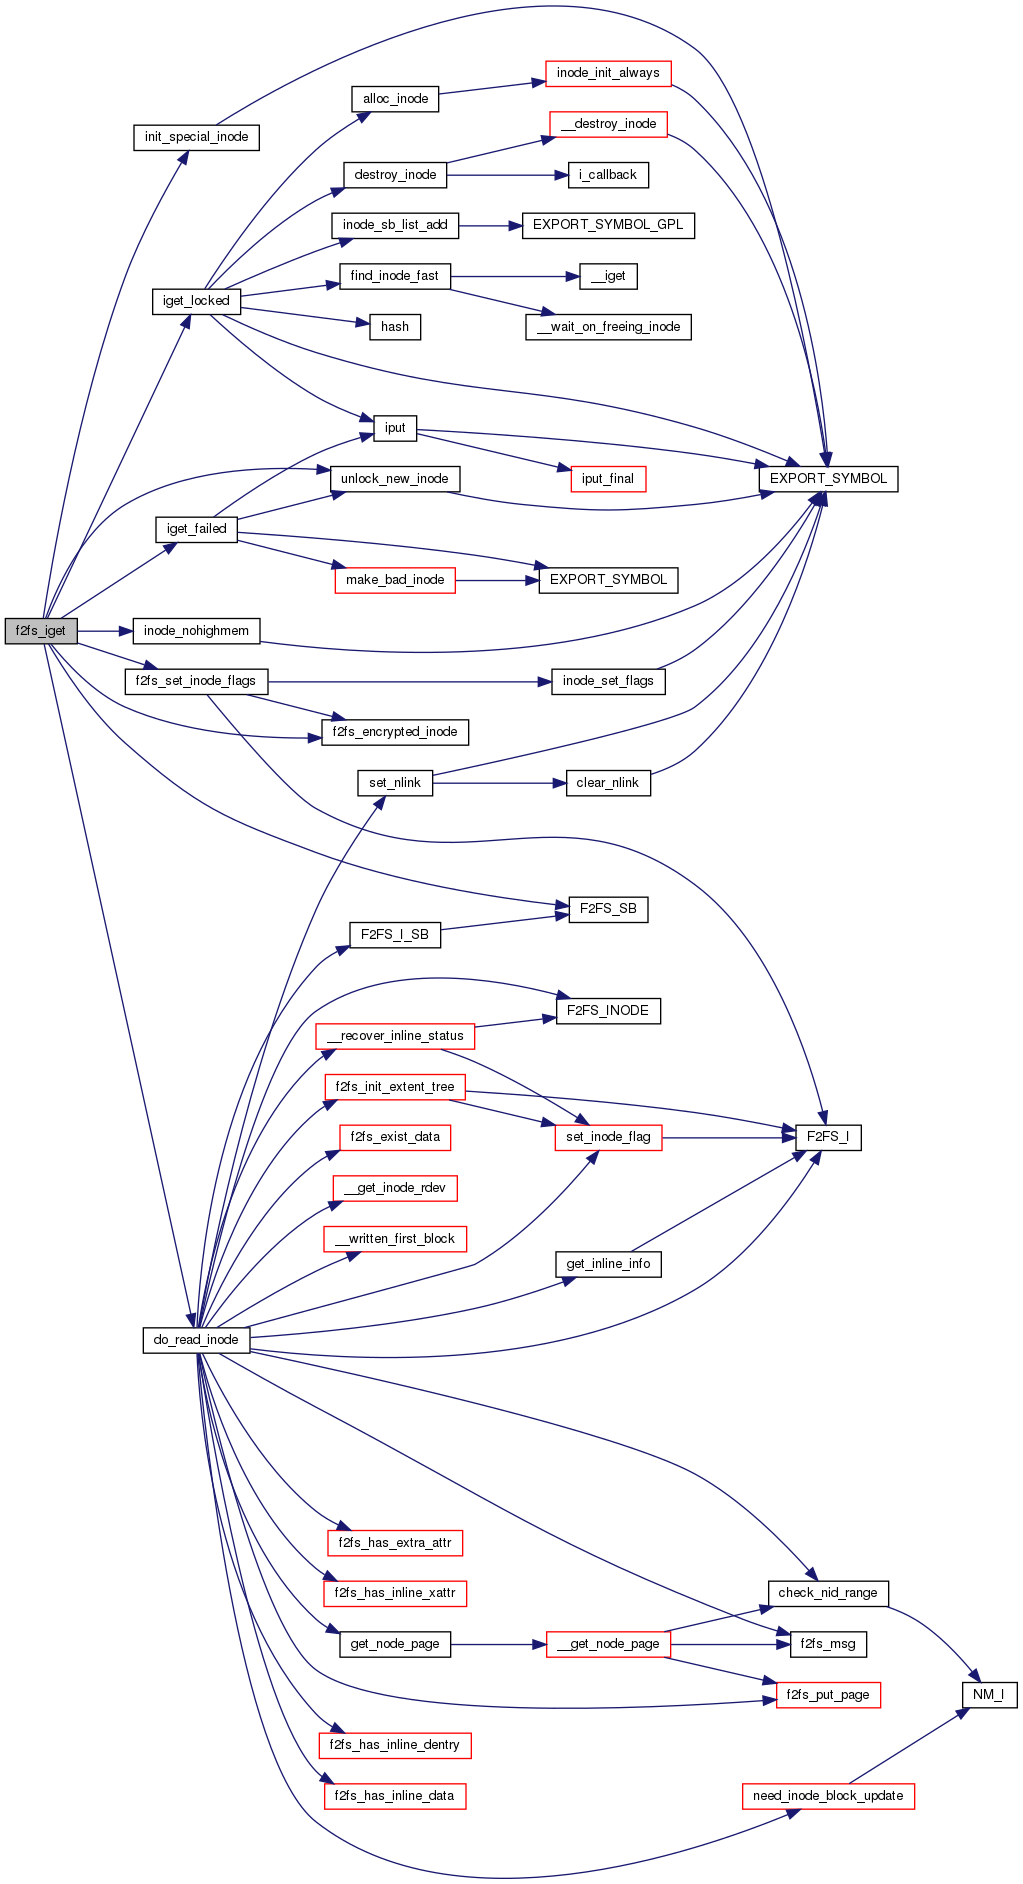 inode_init_always
alloc_inode
__destroy_inode
init_special_inode
destroy_inode
i_callback
inode_sb_list_add
EXPORT_SYMBOL_GPL
find_inode_fast
__iget
iget_locked
hash
__wait_on_freeing_inode
iput
unlock_new_inode
iput_final
EXPORT_SYMBOL
iget_failed
make_bad_inode
EXPORT_SYMBOL
f2fs_iget
inode_nohighmem
f2fs_set_inode_flags
inode_set_flags
f2fs_encrypted_inode
set_nlink
clear_nlink
F2FS_SB
F2FS_I_SB
F2FS_INODE
__recover_inline_status
f2fs_init_extent_tree
f2fs_exist_data
set_inode_flag
F2FS_I
__get_inode_rdev
__written_first_block
get_inline_info
do_read_inode
f2fs_has_extra_attr
f2fs_has_inline_xattr
check_nid_range
get_node_page
__get_node_page
f2fs_msg
f2fs_put_page
NM_I
f2fs_has_inline_dentry
f2fs_has_inline_data
need_inode_block_update